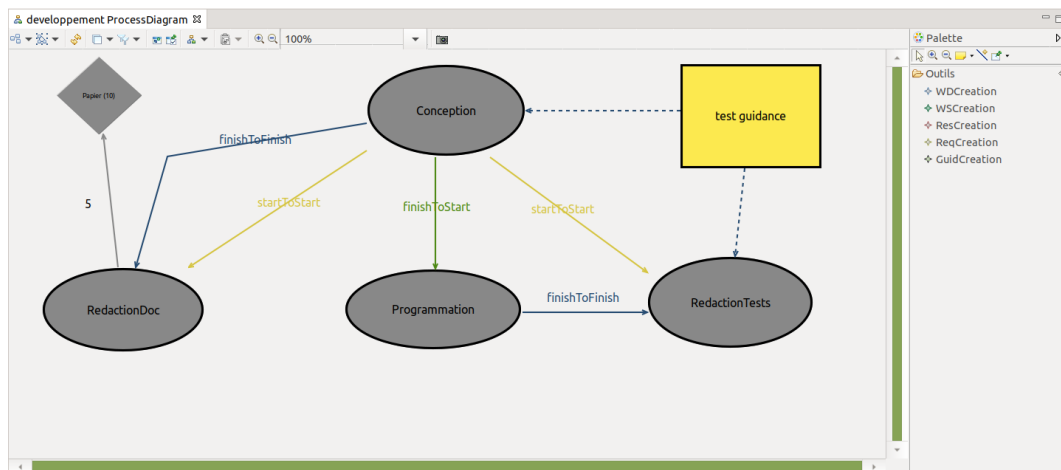 developpement ProcessDiagram
100%
Palette
Outils
WDCreation
WSCreation
ResCreation
ReqCreation
GuidCreation
Papier (10)
Conception
test guidance
finishToFinish
5
startToStart
finishToStart
startToStart
RedactionDoc
Programmation
finishToFinish
RedactionTests